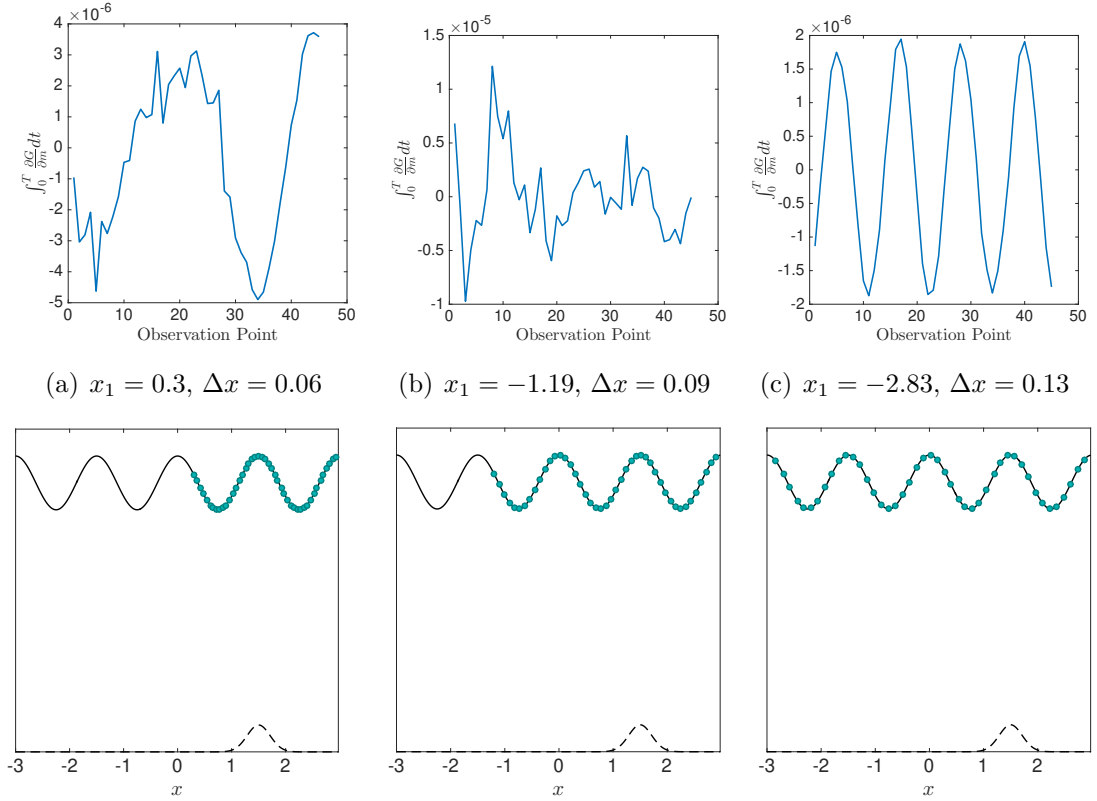 ×10⁻⁶
4
3
2
1
0
-1
-2
-3
-4
-5
0 10 20 30 40 50
∫₀ᵀ ∂G/∂m dt
Observation Point
×10⁻⁵
1.5
1
0.5
0
-0.5
-1
0 10 20 30 40 50
∫₀ᵀ ∂G/∂m dt
Observation Point
×10⁻⁶
2
1.5
1
0.5
0
-0.5
-1
-1.5
-2
0 10 20 30 40 50
∫₀ᵀ ∂G/∂m dt
Observation Point
(a) x₁ = 0.3, Δx = 0.06
(b) x₁ = −1.19, Δx = 0.09
(c) x₁ = −2.83, Δx = 0.13
-3 -2 -1 0 1 2
x
-3 -2 -1 0 1 2
x
-3 -2 -1 0 1 2
x